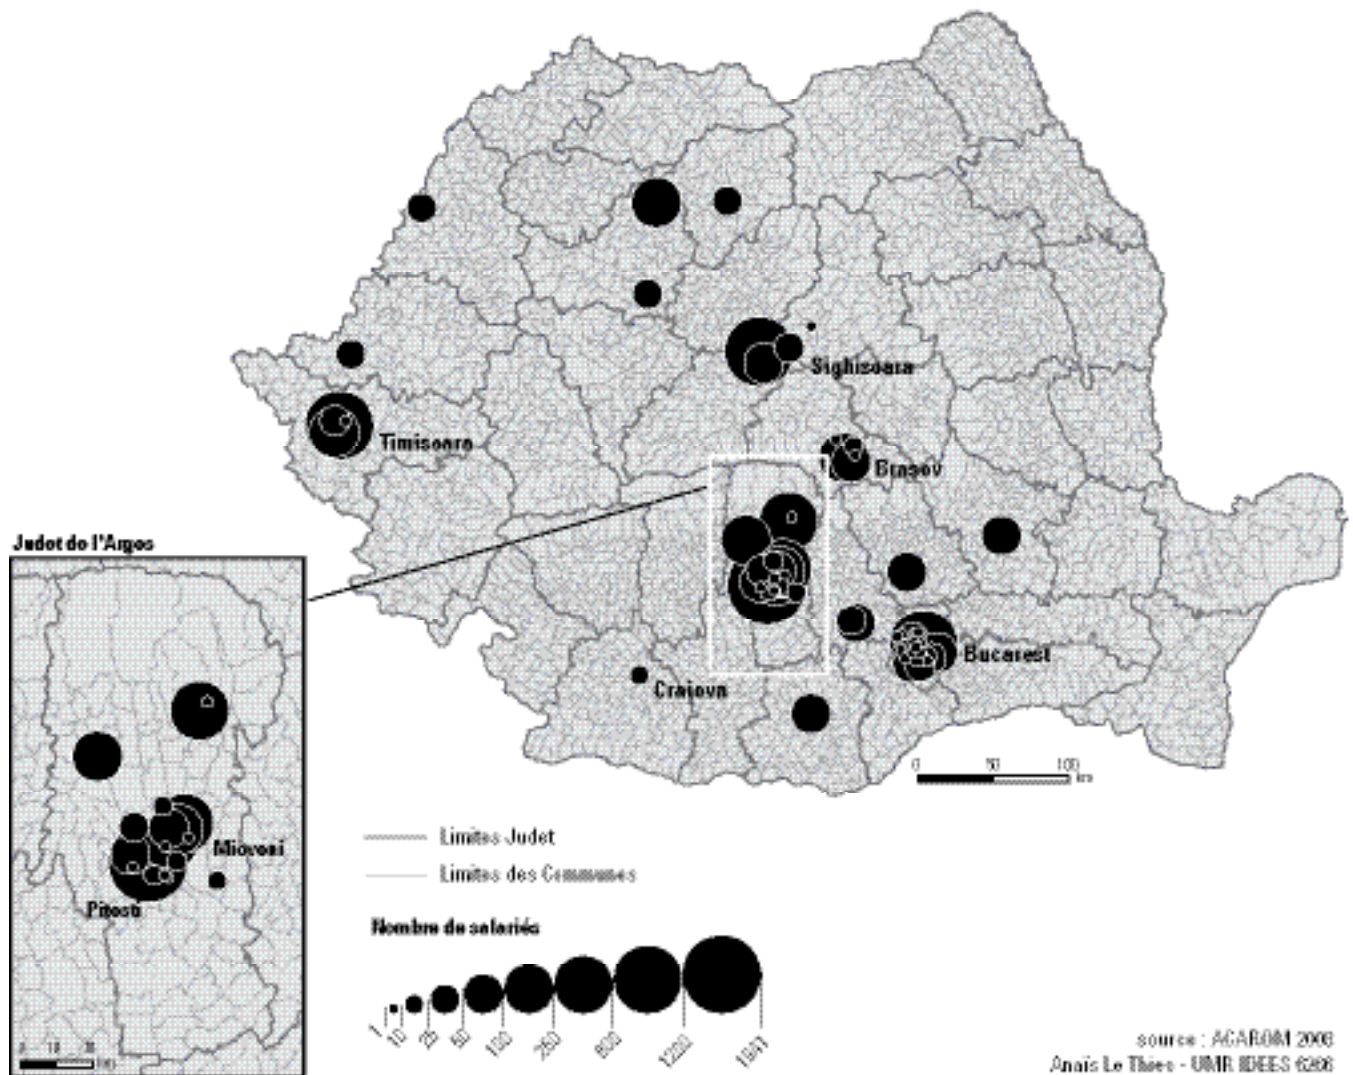 Sighisoara
Timisoara
Brasov
Judet de l'Arges
Bucarest
Craiova
0 50 100
km
Limites Judet
Mioveni
Limites des Communes
Pitesti
Nombre de salariés
1 10 25 50 100 250 600 1200
source : ACAROM 2008
Anaïs Le Thiec - UMR IDEES 6266